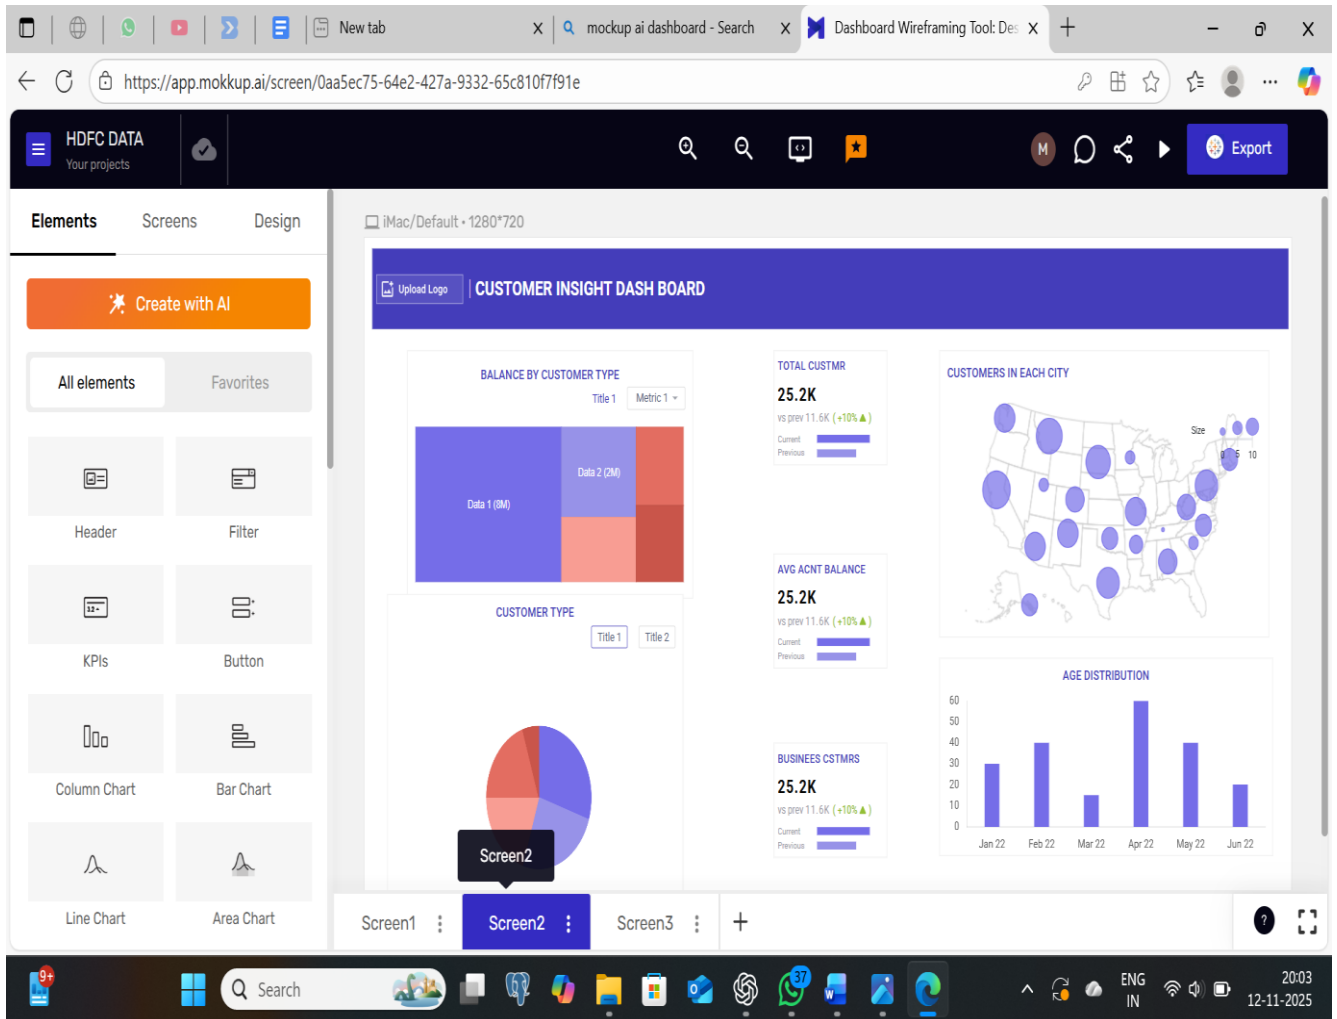 New tab
mockup ai dashboard - Search
Dashboard Wireframing Tool: Des
https://app.mokkup.ai/screen/0aa5ec75-64e2-427a-9332-65c810f7f91e
HDFC DATA
Your projects
M
Export
Elements
Screens
Design
iMac/Default • 1280*720
Create with AI
All elements
Favorites
Header
Filter
KPIs
Button
Column Chart
Bar Chart
Line Chart
Area Chart
Upload Logo
CUSTOMER INSIGHT DASH BOARD
BALANCE BY CUSTOMER TYPE
Title 1
Metric 1
Data 1 (8M)
Data 2 (2M)
CUSTOMER TYPE
Title 1
Title 2
TOTAL CUSTMR
25.2K
vs prev 11.6K (+10%▲)
Current
Previous
AVG ACNT BALANCE
25.2K
vs prev 11.6K (+10%▲)
Current
Previous
BUSINEES CSTMRS
25.2K
vs prev 11.6K (+10%▲)
Current
Previous
CUSTOMERS IN EACH CITY
Size
0 5 10
AGE DISTRIBUTION
60
50
40
30
20
10
0
Jan 22 Feb 22 Mar 22 Apr 22 May 22 Jun 22
Screen2
Screen1
Screen2
Screen3
9+
Search
37
ENG
IN
20:03
12-11-2025